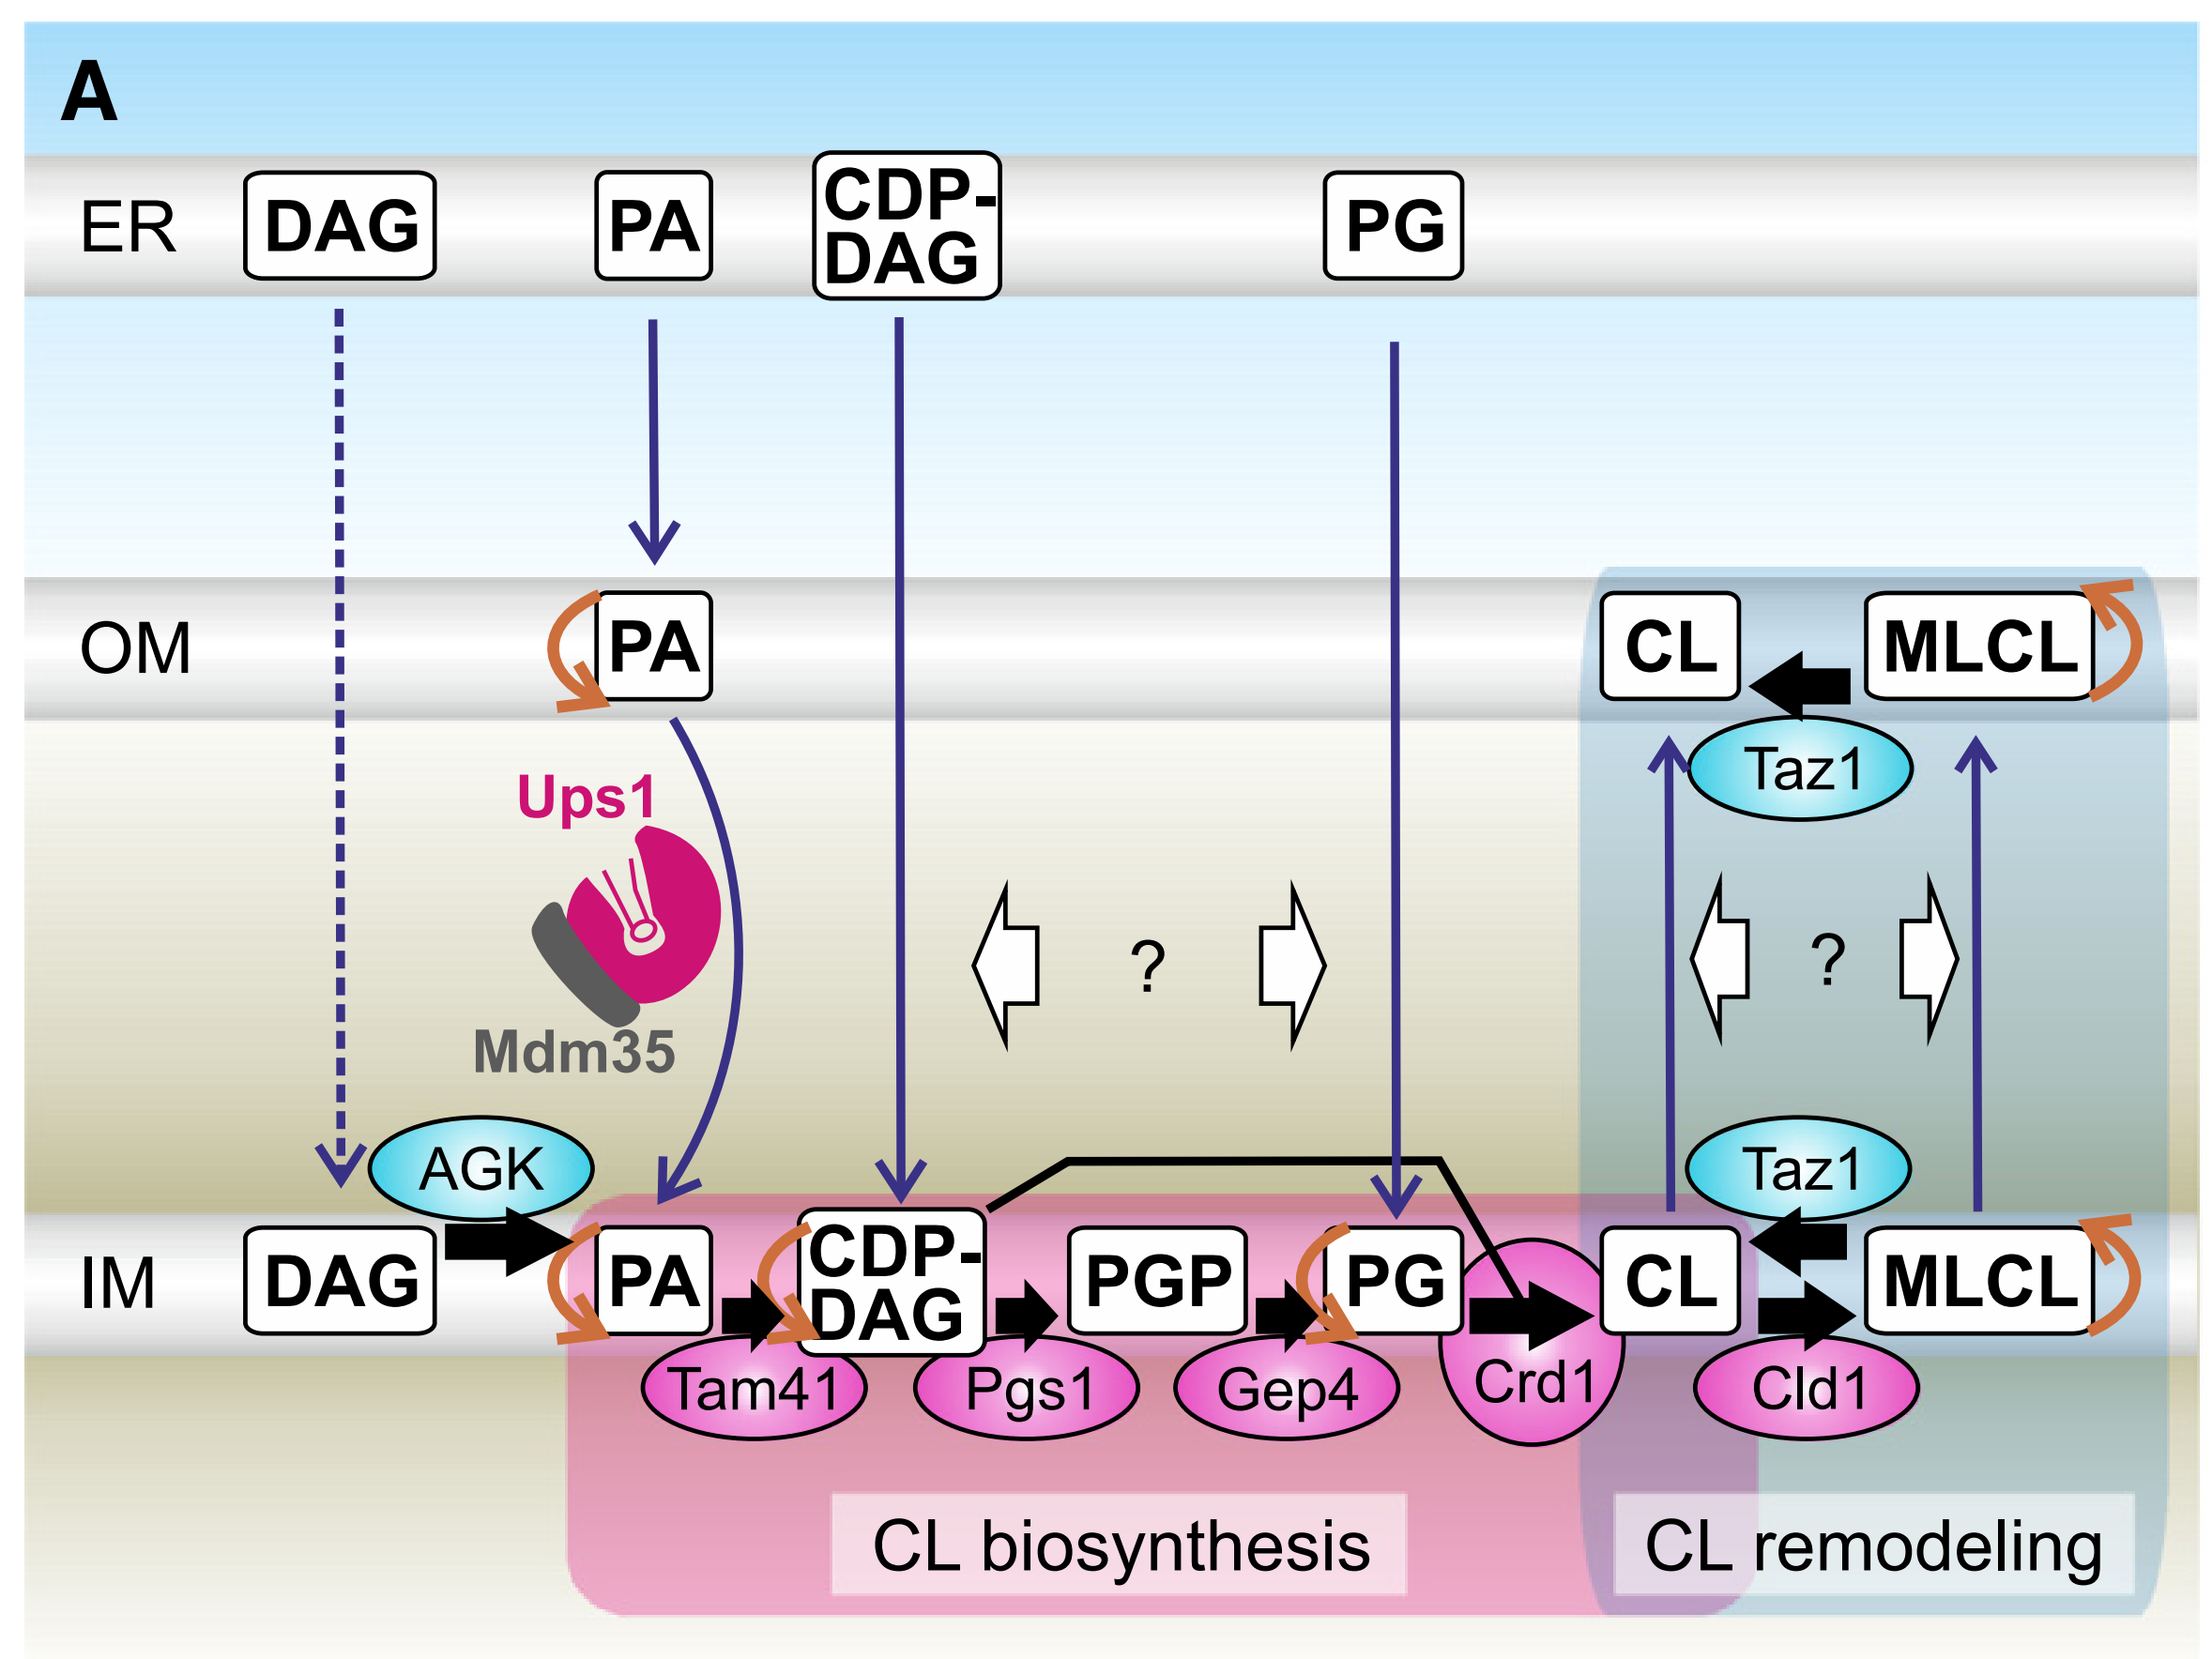 A
ER
DAG
PA
CDP-
DAG
PG
OM
PA
CL
MLCL
Taz1
Ups1
Mdm35
?
?
AGK
Taz1
IM
DAG
PA
CDP-
DAG
PGP
PG
CL
MLCL
Tam41
Pgs1
Gep4
Crd1
Cld1
CL biosynthesis
CL remodeling